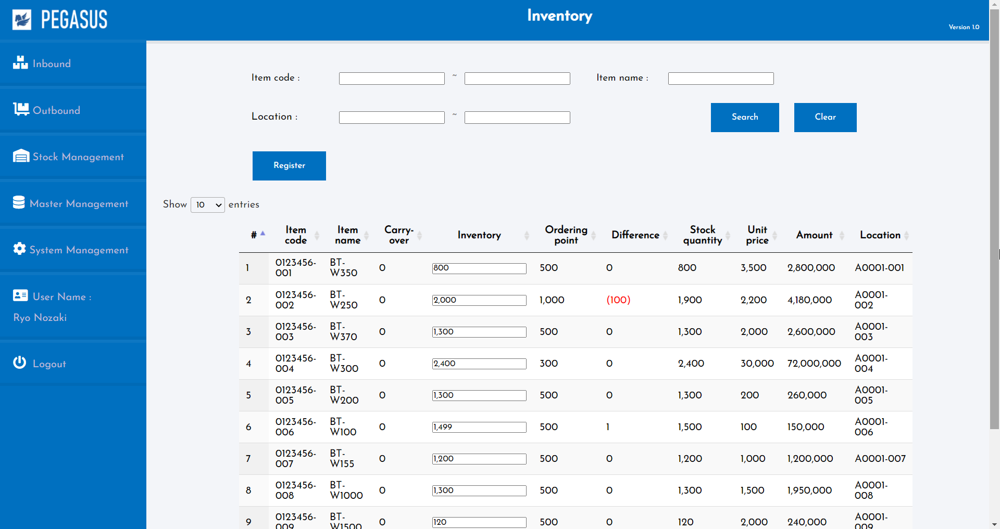 PEGASUS
Inventory
Version 1.0
Inbound
Outbound
Stock Management
Master Management
System Management
User Name :
Ryo Nozaki
Logout
Item code : ~ Item name :
Location : ~ Search Clear
Register
Show 10 entries
# Item code Item name Carry-over Inventory Ordering point Difference Stock quantity Unit price Amount Location
1 0123456-001 BT-W350 0 800 500 0 800 3,500 2,800,000 A0001-001
2 0123456-002 BT-W250 0 2,000 1,000 (100) 1,900 2,200 4,180,000 A0001-002
3 0123456-003 BT-W370 0 1,300 500 0 1,300 2,000 2,600,000 A0001-003
4 0123456-004 BT-W300 0 2,400 300 0 2,400 30,000 72,000,000 A0001-004
5 0123456-005 BT-W200 0 1,300 500 0 1,300 200 260,000 A0001-005
6 0123456-006 BT-W100 0 1,499 500 1 1,500 100 150,000 A0001-006
7 0123456-007 BT-W155 0 1,200 500 0 1,200 1,000 1,200,000 A0001-007
8 0123456-008 BT-W1000 0 1,300 500 0 1,300 1,500 1,950,000 A0001-008
9 0123456-009 BT-W1500 0 120 500 0 120 2,000 240,000 A0001-009